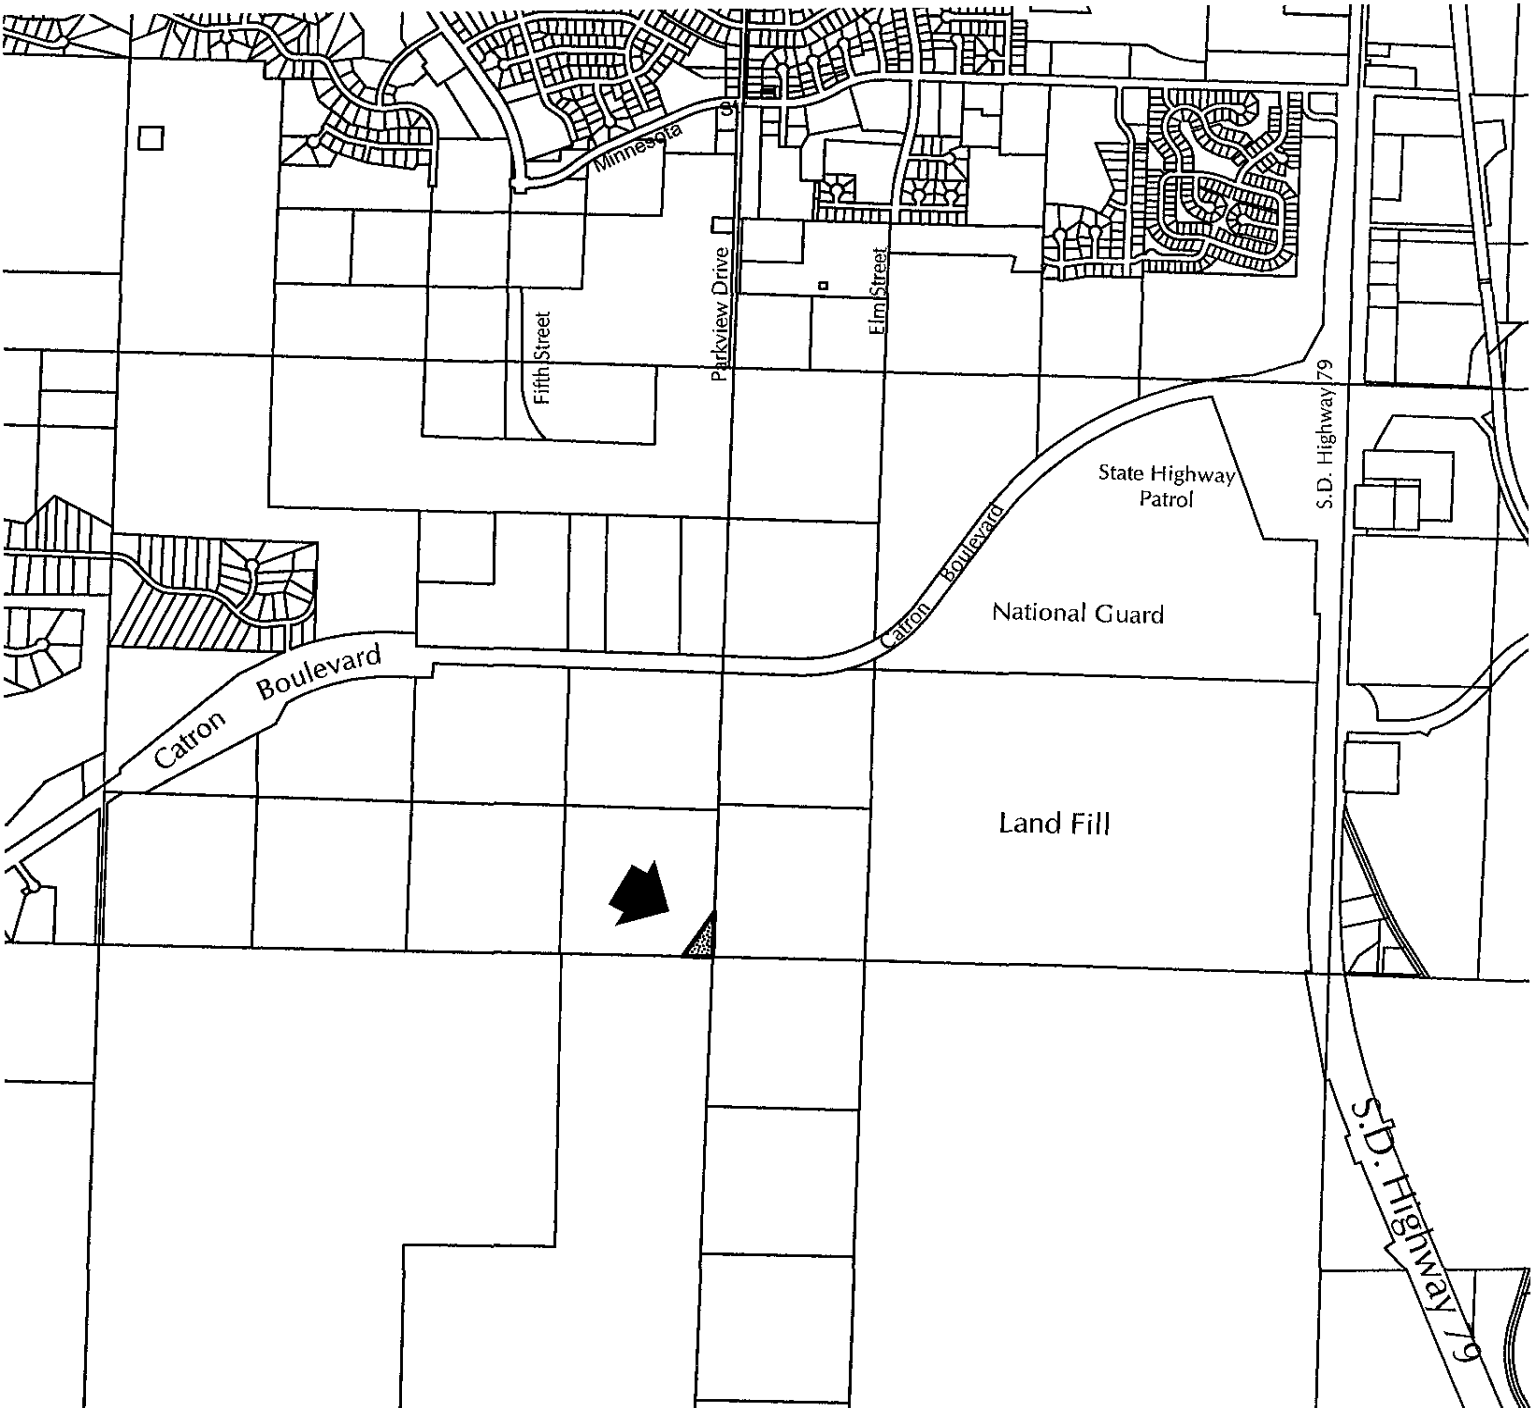 Minnesota
St
Parkview Drive
Elm Street
Fifth Street
S.D. Highway 79
State Highway
Patrol
Catron Boulevard
National Guard
Catron Boulevard
Land Fill
S.D. Highway 79